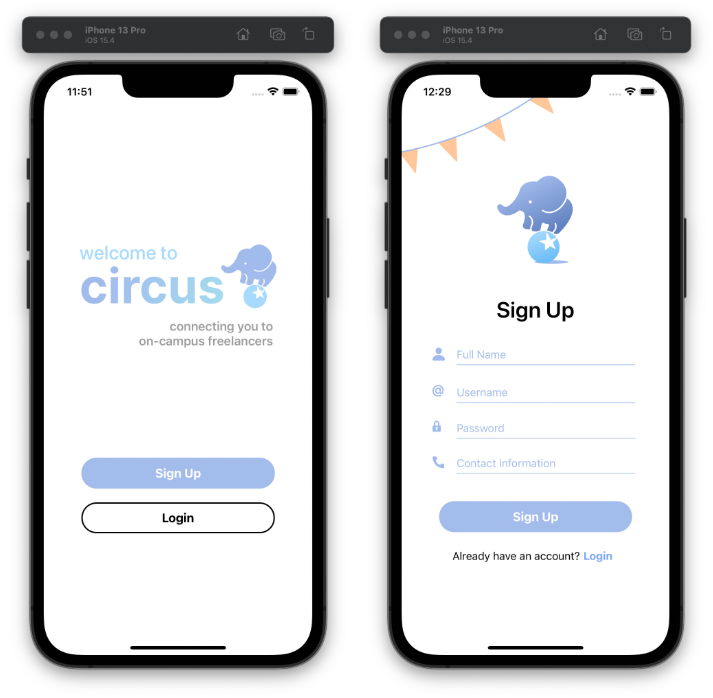 iPhone 13 Pro
iOS 15.4
11:51
welcome to
circus
connecting you to
on-campus freelancers
Sign Up
Login
iPhone 13 Pro
iOS 15.4
12:29
Sign Up
Full Name
@ Username
Password
Contact Information
Sign Up
Already have an account? Login